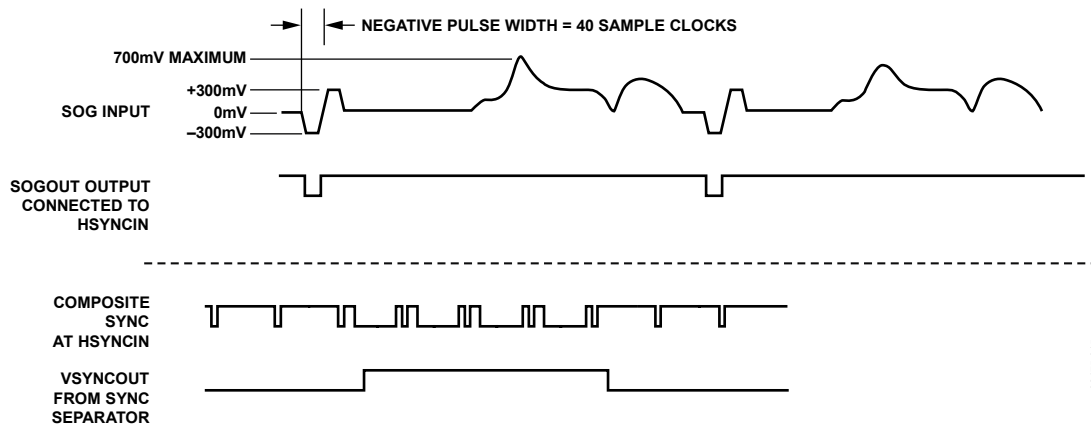 NEGATIVE PULSE WIDTH = 40 SAMPLE CLOCKS
700mV MAXIMUM
+300mV
SOG INPUT
0mV
–300mV
SOGOUT OUTPUT
CONNECTED TO
HSYNCIN
COMPOSITE
SYNC
AT HSYNCIN
VSYNCOUT
FROM SYNC
SEPARATOR